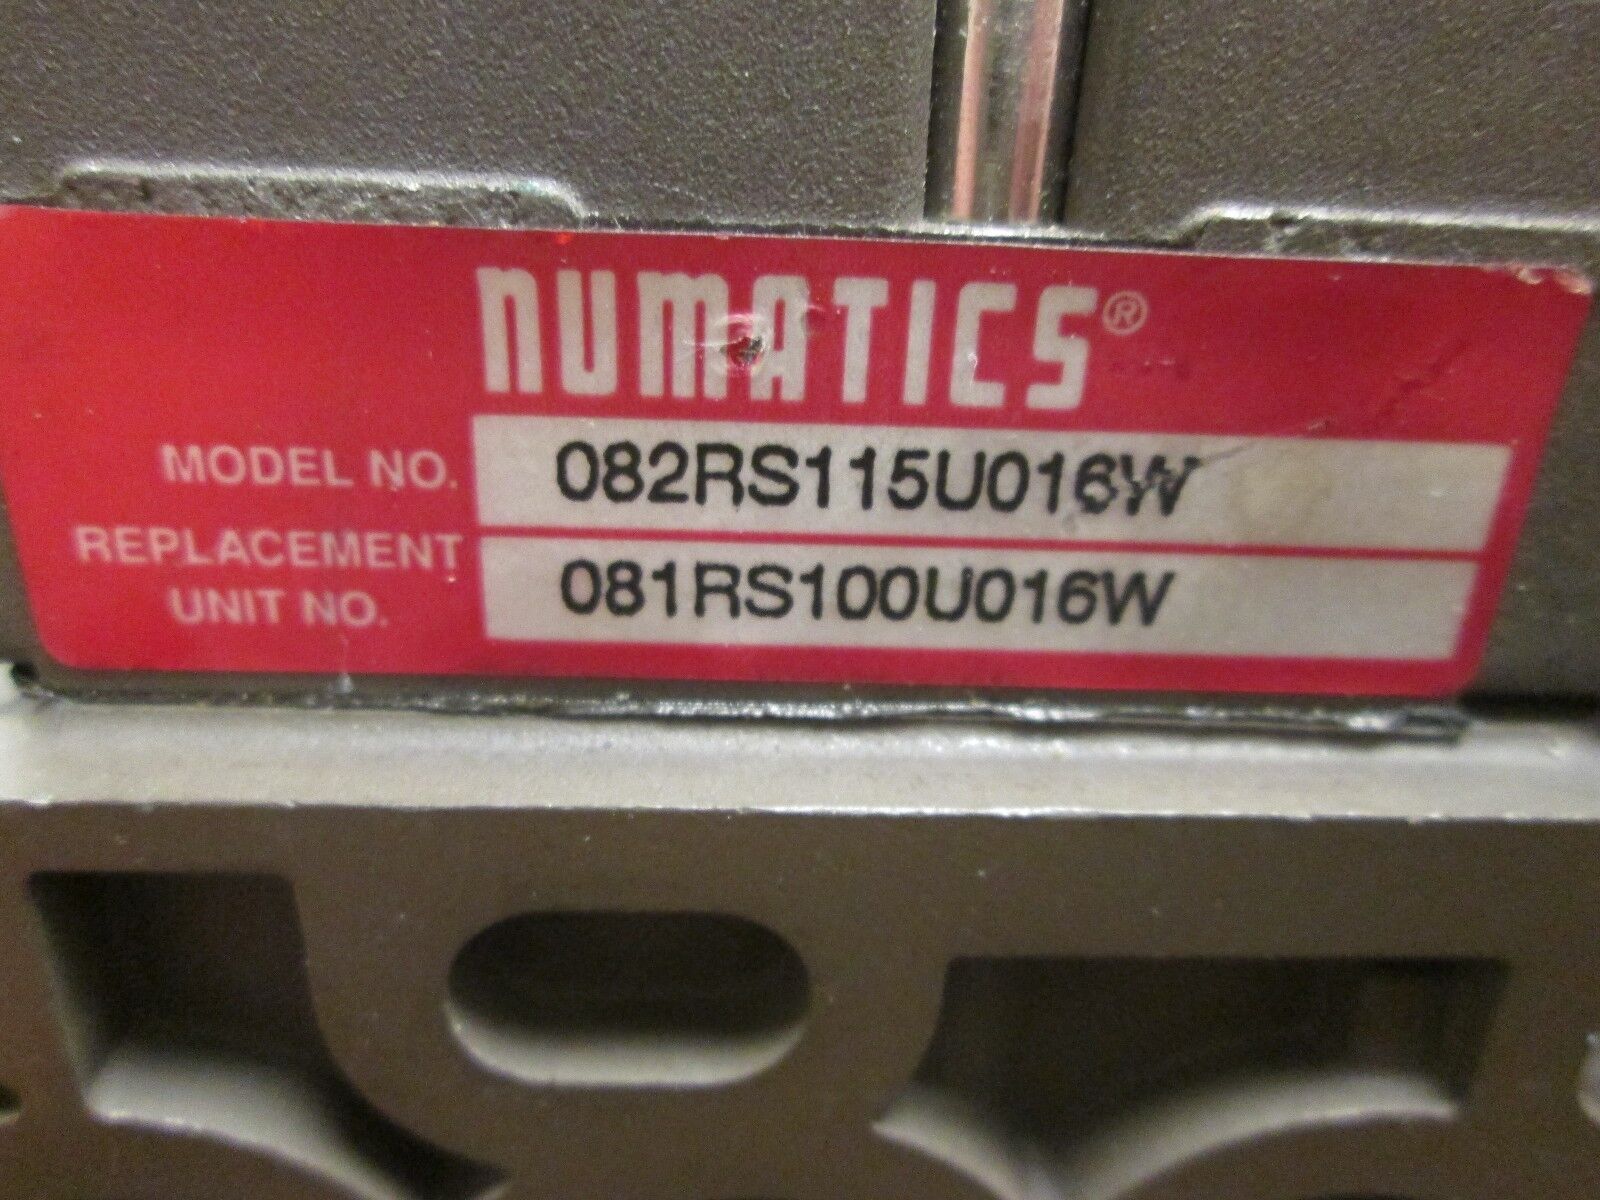 NUMATICS®
MODEL NO. 082RS115U016W
REPLACEMENT
UNIT NO. 081RS100U016W